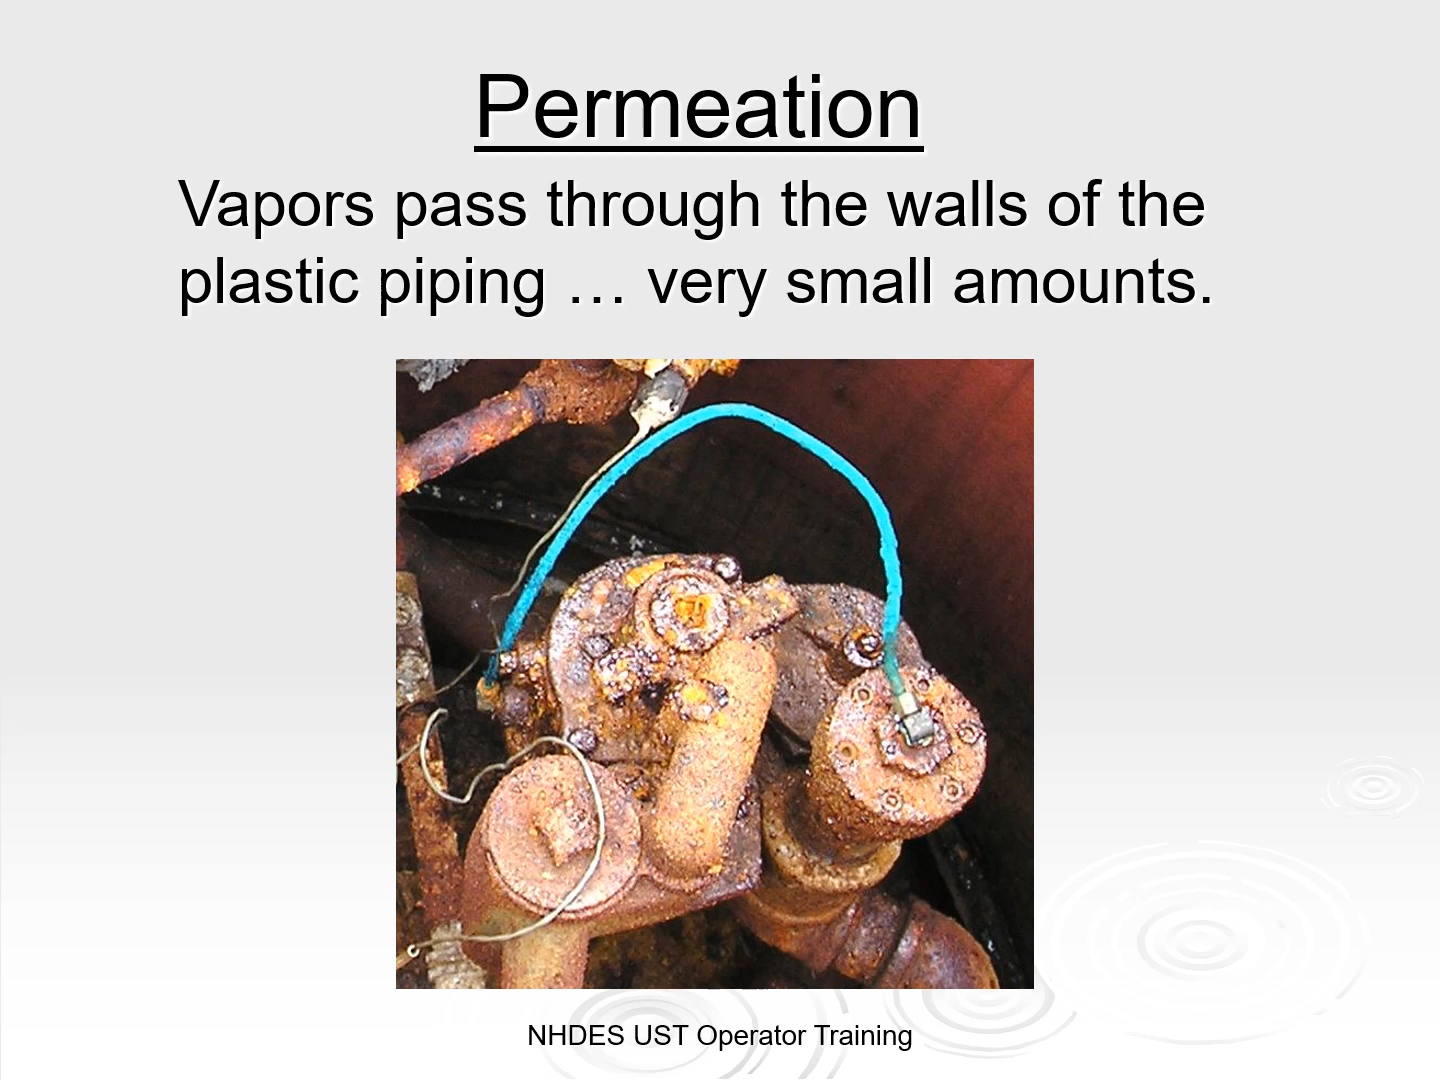 Permeation
Vapors pass through the walls of the
plastic piping … very small amounts.
NHDES UST Operator Training